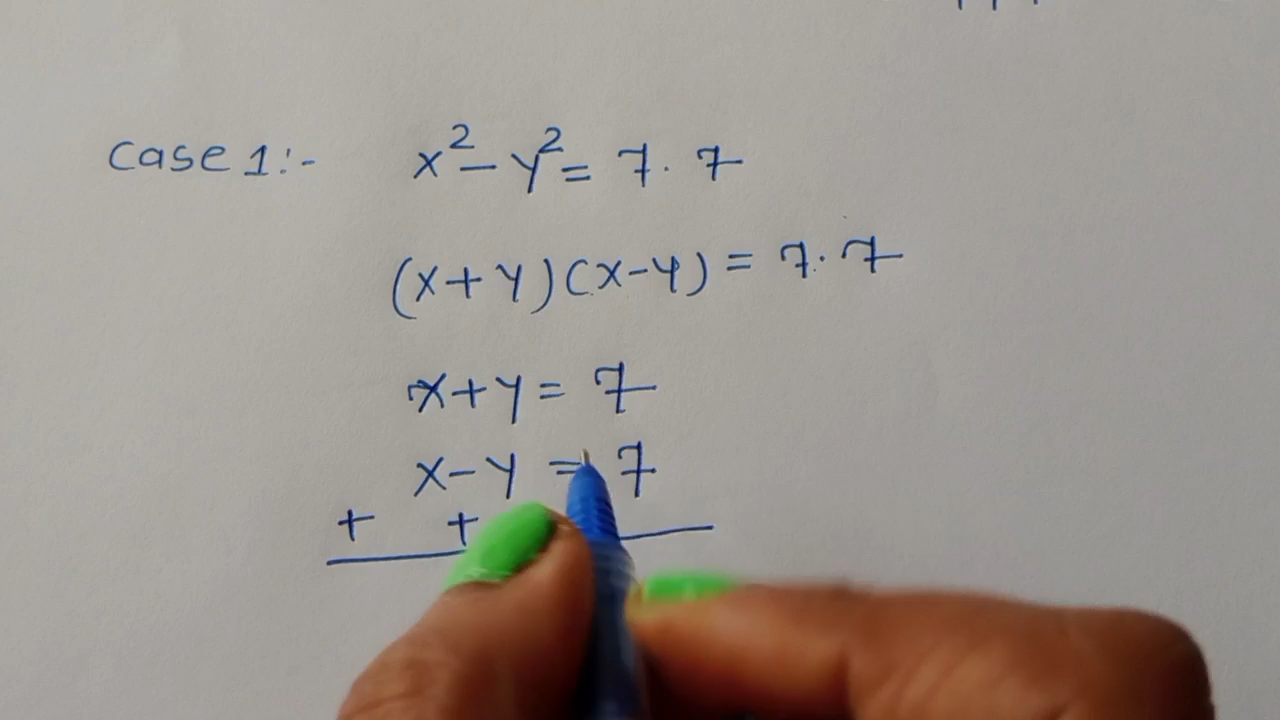 Case 1:- x² - y² = 7 . 7
(x + y) (x - y) = 7 . 7
x + y = 7
x - y = 7
+ +